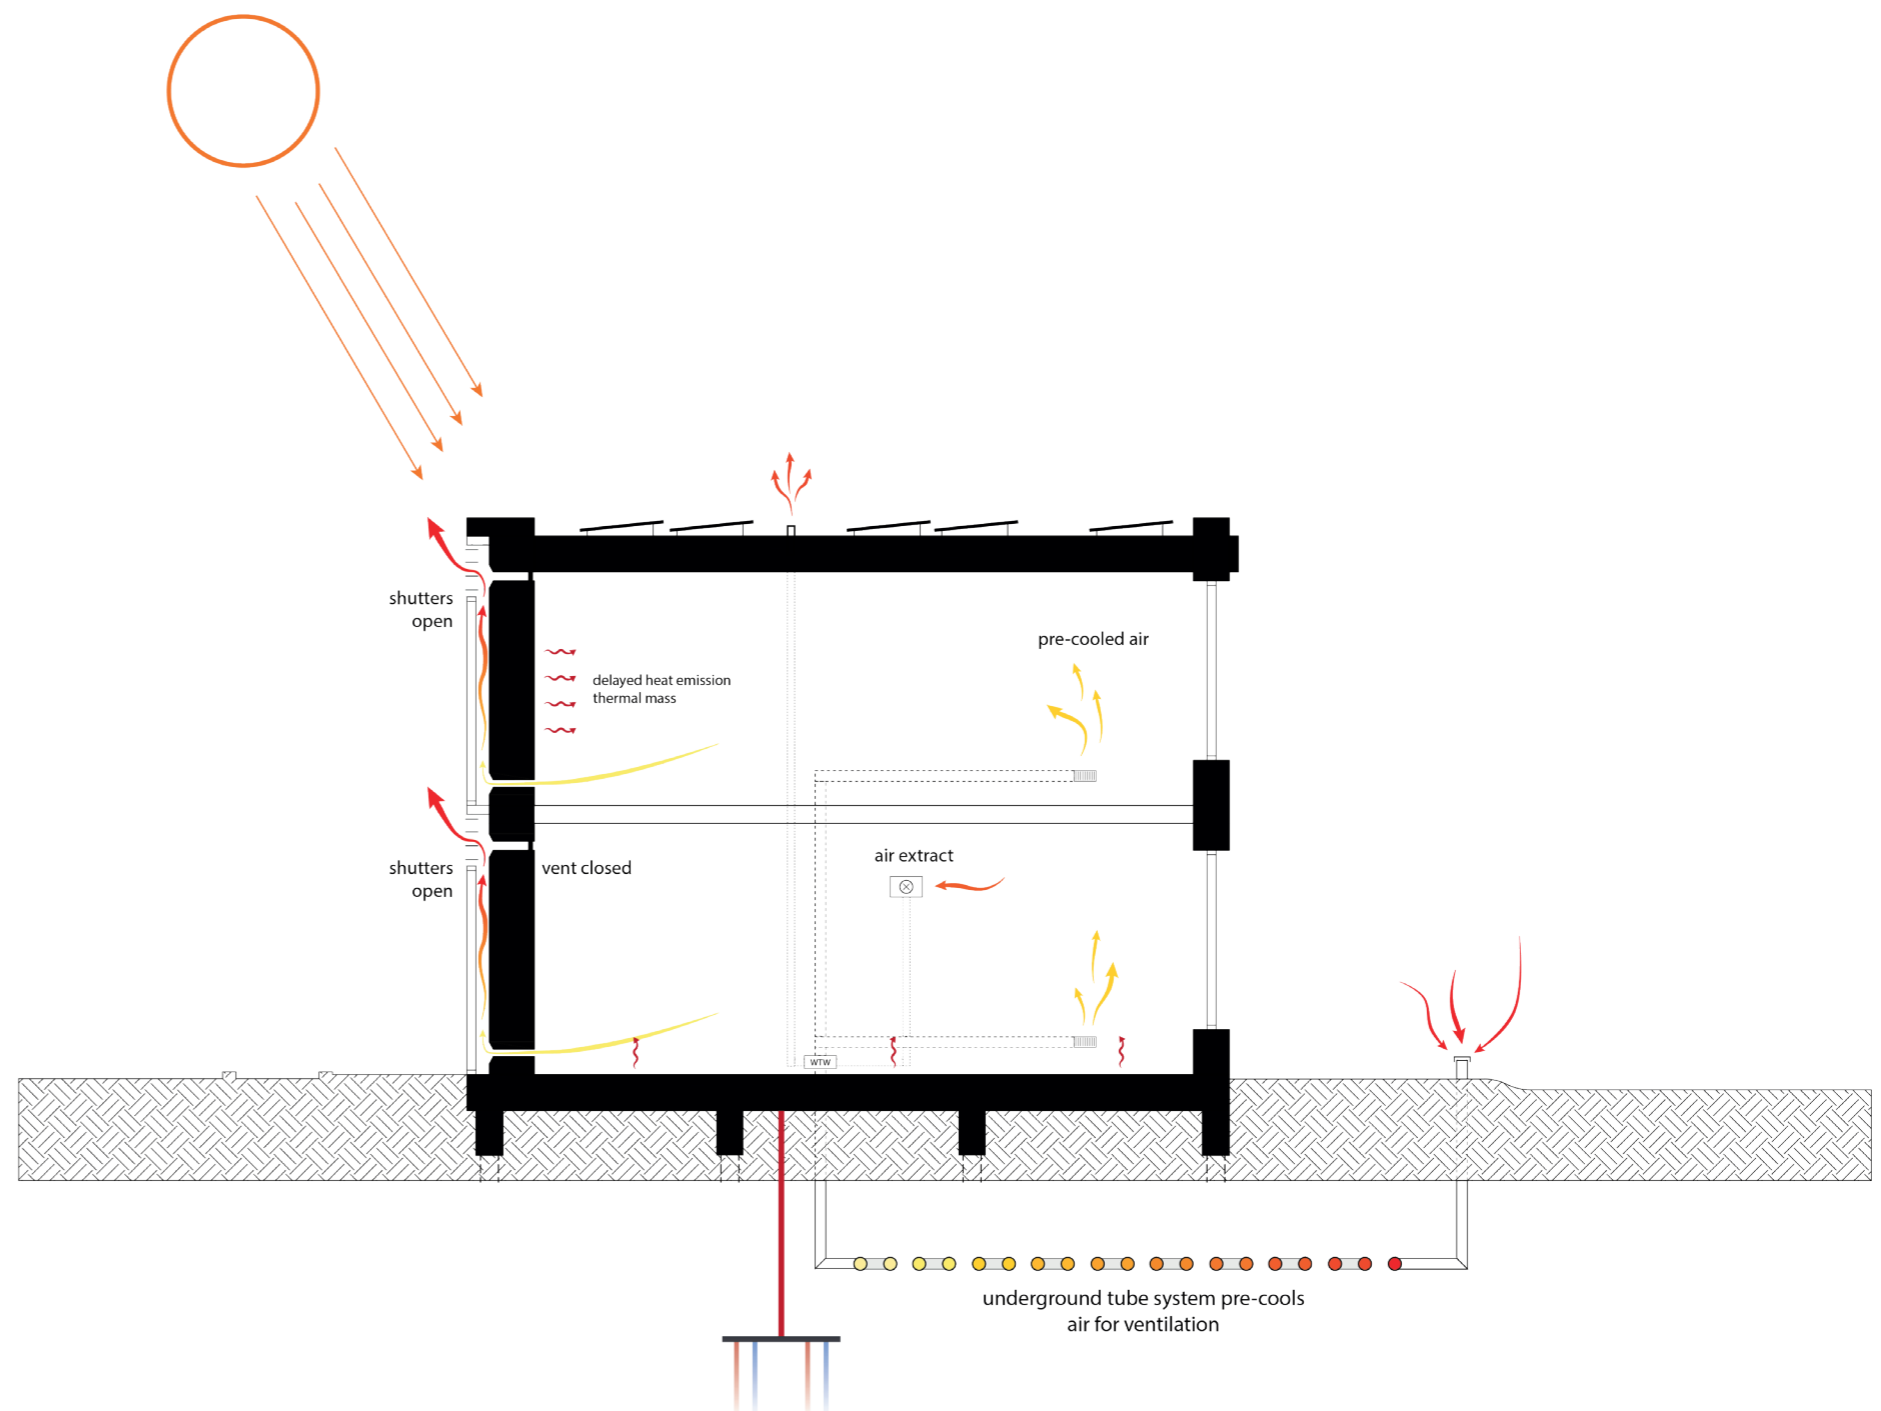 shutters
open
pre-cooled air
delayed heat emission
thermal mass
shutters
open
vent closed
air extract
WTW
underground tube system pre-cools
air for ventilation